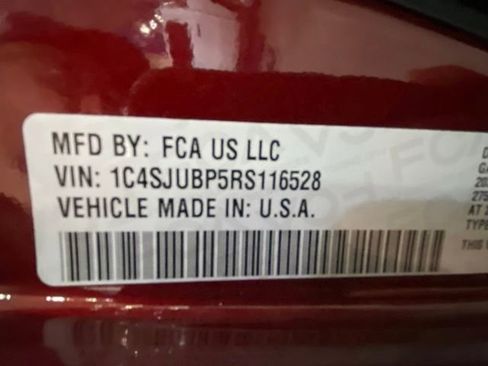 MFD BY: FCA US LLC
VIN: 1C4SJUBP5RS116528
VEHICLE MADE IN: U.S.A.